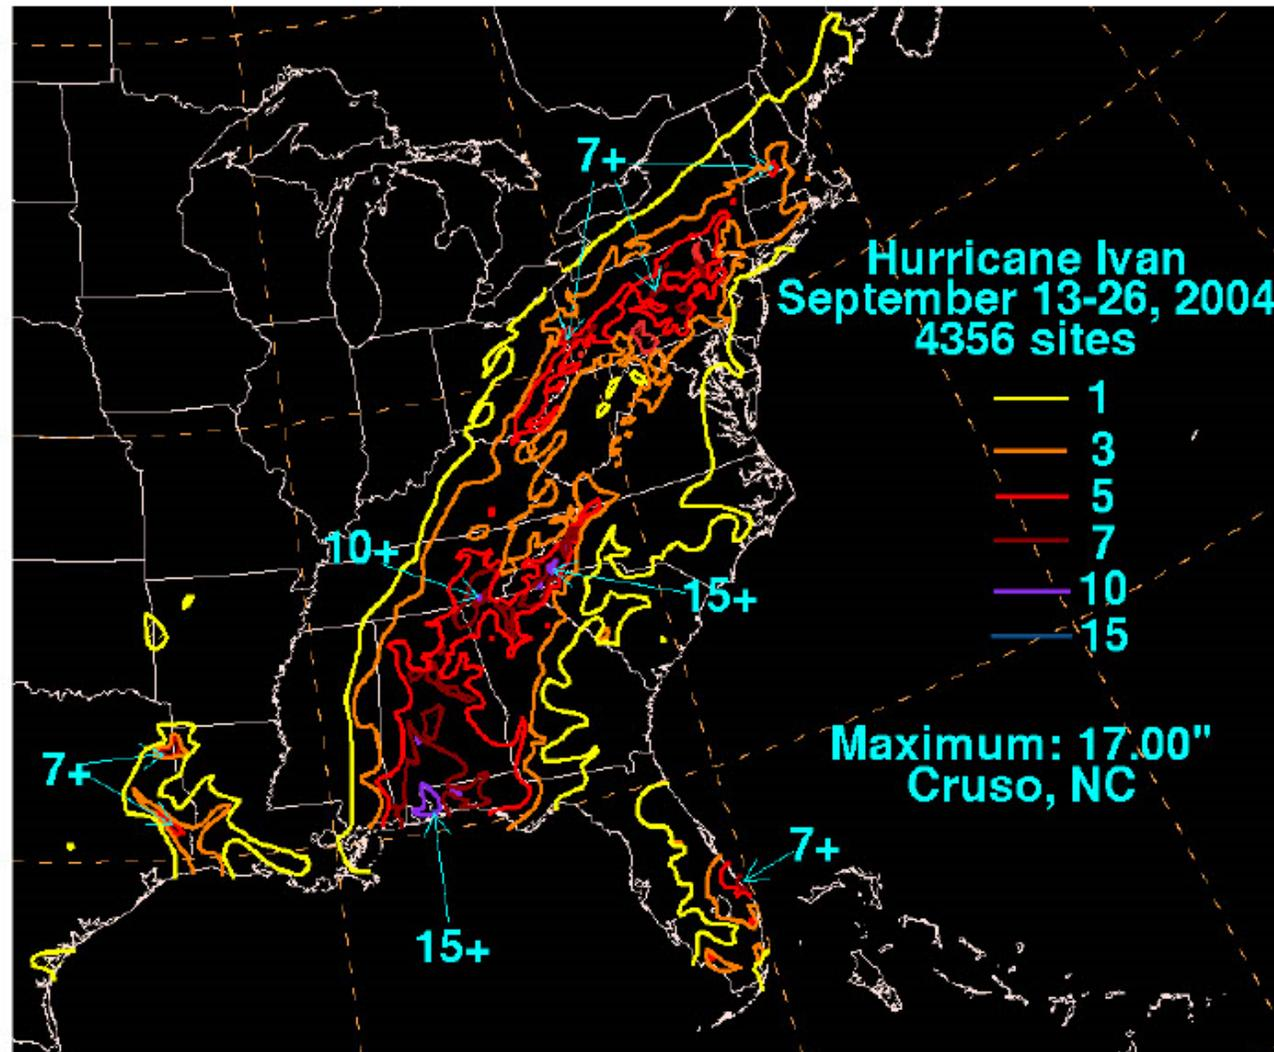 7+
Hurricane Ivan
September 13-26, 2004
4356 sites
1
3
5
7
10
15
10+
15+
Maximum: 17.00"
Cruso, NC
7+
7+
15+